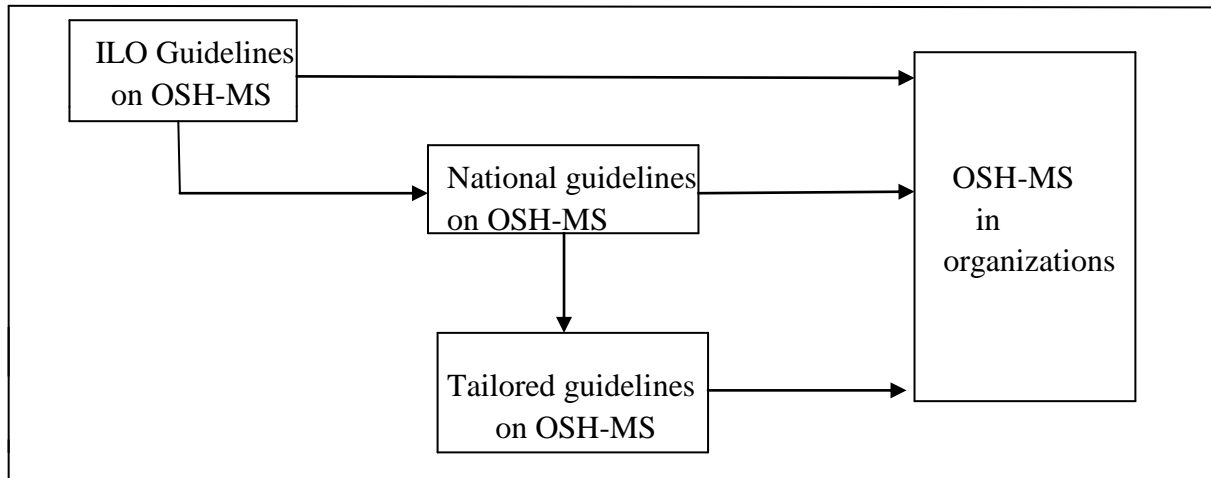 ILO Guidelines
on OSH-MS
National guidelines
on OSH-MS
Tailored guidelines
on OSH-MS
OSH-MS
in
organizations